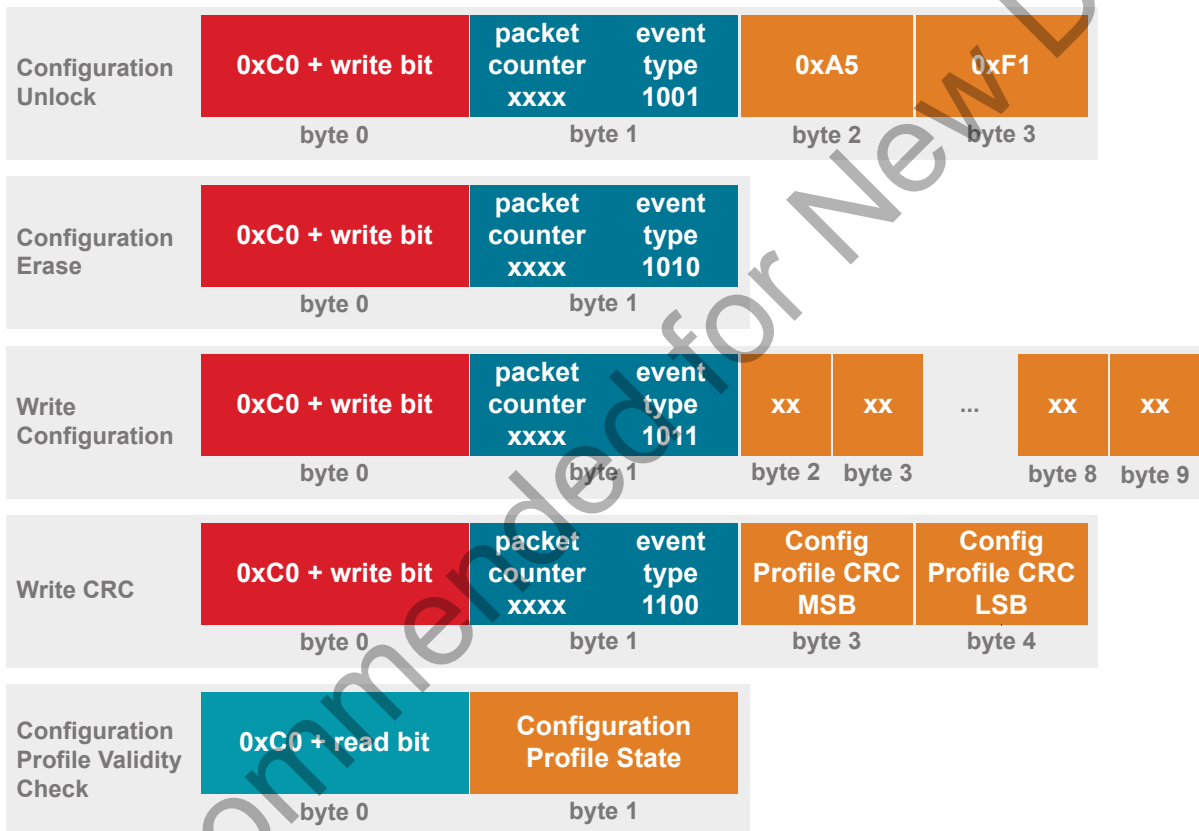 Configuration
Unlock
0xC0 + write bit
packet event
counter type
xxxx 1001
0xA5
0xF1
byte 0
byte 1
byte 2
byte 3
Configuration
Erase
0xC0 + write bit
packet event
counter type
xxxx 1010
byte 0
byte 1
Write
Configuration
0xC0 + write bit
packet event
counter type
xxxx 1011
xx
xx
...
xx
xx
byte 0
byte 1
byte 2
byte 3
byte 8
byte 9
Write CRC
0xC0 + write bit
packet event
counter type
xxxx 1100
Config
Profile CRC
MSB
Config
Profile CRC
LSB
byte 0
byte 1
byte 3
byte 4
Configuration
Profile Validity
Check
0xC0 + read bit
Configuration
Profile State
byte 0
byte 1
ommended for New D